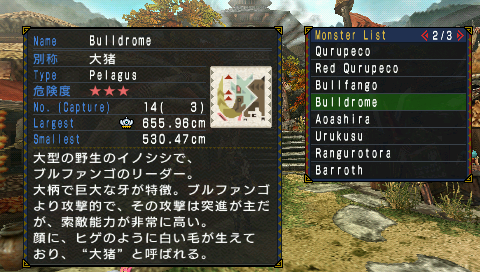 Name Bulldrome
別称 大猪
Type Pelagus
危険度 ★★★
No. (Capture) 14( 3)
Largest 655.96cm
Smallest 530.47cm
大型の野生のイノシシで、
ブルファンゴのリーダー。
大柄で巨大な牙が特徴。ブルファンゴ
より攻撃的で、その攻撃は突進が主だ
が、索敵能力が非常に高い。
顔に、ヒゲのように白い毛が生えて
おり、“大猪”と呼ばれる。
Monster List 2/3
Qurupeco
Red Qurupeco
Bullfango
Bulldrome
Aoashira
Urukusu
Rangurotora
Barroth